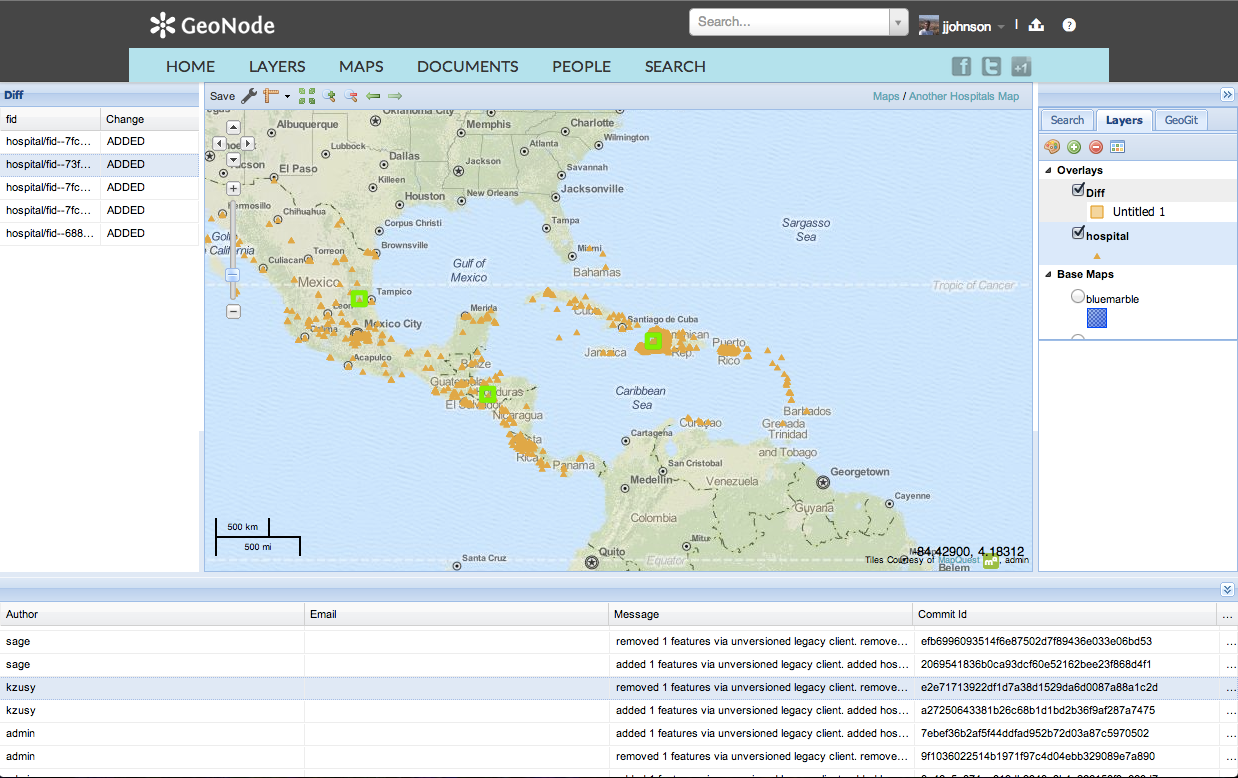 GeoNode
Search...
jjohnson
HOME LAYERS MAPS DOCUMENTS PEOPLE SEARCH
f t +1
Diff
fid Change
hospital/fid--7fc... ADDED
hospital/fid--73f... ADDED
hospital/fid--7fc... ADDED
hospital/fid--7fc... ADDED
hospital/fid--688... ADDED
Save
Maps / Another Hospitals Map
Oklahoma City
Albuquerque
Memphis
Charlotte
Wilmington
Lubbock
Atlanta
Dallas
Jackson
El Paso
Savannah
Killeen
Jacksonville
New Orleans
Houston
Chihuahua
Corpus Christi
Tampa
Sargasso
Sea
Torreon
Brownsville
Miami
Culiacan
Gulf of
Mexico
Bahamas
Mexico
Tampico
Tropic of Cancer
Leon
Merida
Cuba
Santiago de Cuba
Mexico City
Puerto
Rico
Jamaica
Rep.
Acapulco
Belize
Guatemala
Caribbean
Sea
El Salvador
Nicaragua
Barbados
Curaçao
Grenada
Trinidad
and Tobago
Cartagena
Rica
Panama
San Cristobal
Georgetown
Medellin
Venezuela
Cayenne
Guyana
Colombia
Mitu
Quito
Equator
Santa Cruz
Belem
500 km
500 mi
-84.42900, 4.18312
Tiles Courtesy of MapQuest , admin
Search Layers GeoGit
Overlays
Diff
Untitled 1
hospital
Base Maps
bluemarble
Author Email Message Commit Id ...
sage removed 1 features via unversioned legacy client. remove... efb6996093514f6e87502d7f89436e033e06bd53 ...
sage added 1 features via unversioned legacy client. added hos... 2069541836b0ca93dcf60e52162bee23f868d4f1 ...
kzusy removed 1 features via unversioned legacy client. remove... e2e71713922df1d7a38d1529da6d0087a88a1c2d ...
kzusy added 1 features via unversioned legacy client. added hos... a27250643381b26c68b1d1bd2b36f9af287a7475 ...
admin added 1 features via unversioned legacy client. added hos... 7ebef36b2af5f44ddfad952b72d03a87c5970502 ...
admin removed 1 features via unversioned legacy client. remove... 9f1036022514b1971f97c4d04ebb329089e7a890 ...